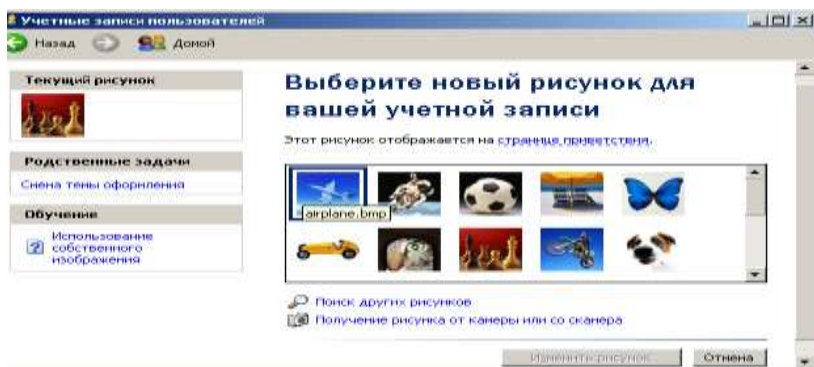 Учетные записи пользователей
Назад Домой
Текущий рисунок
Родственные задачи
Смена темы оформления
Обучение
Использование
собственного
изображения
Выберите новый рисунок для
вашей учетной записи
Этот рисунок отображается на странице приветствия.
airplane.bmp
Поиск других рисунков
Получение рисунка от камеры или со сканера
Изменить рисунок Отмена